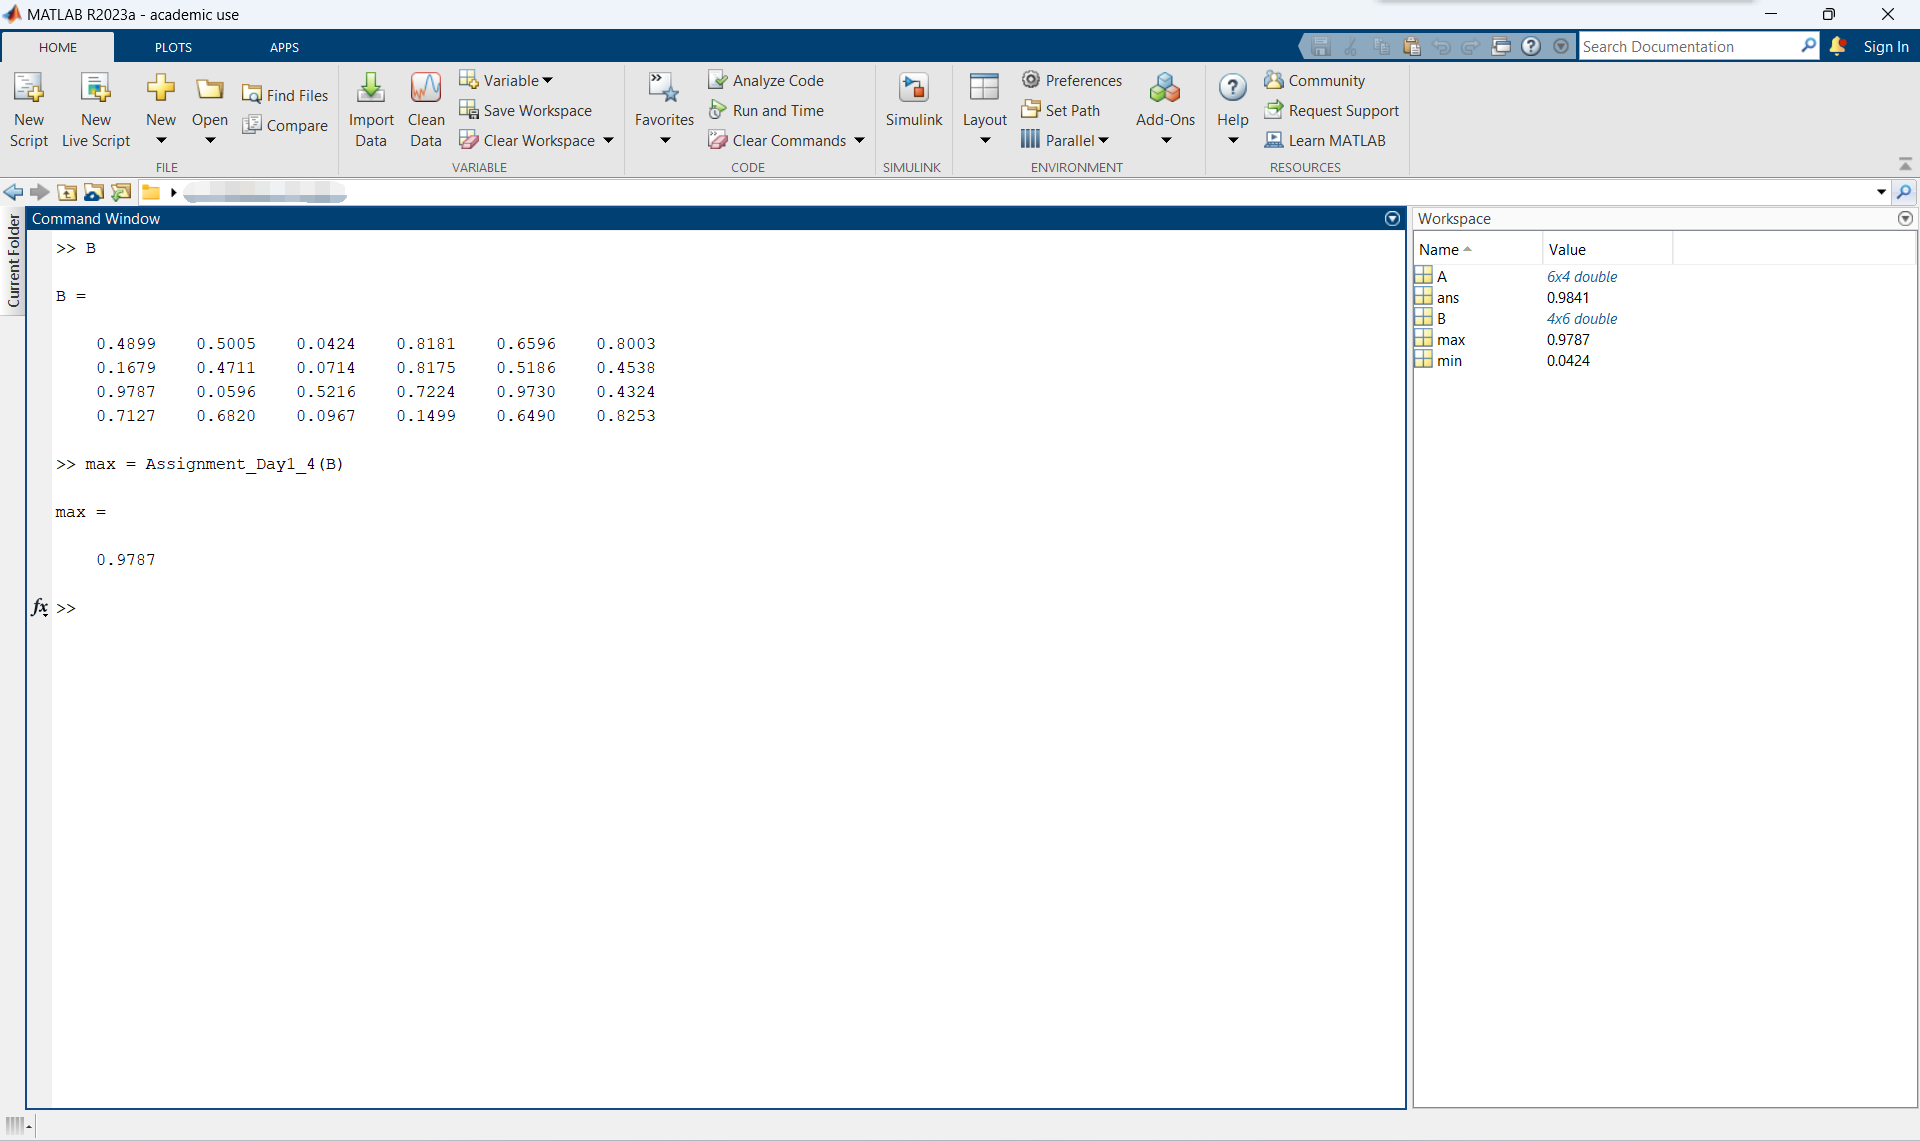 MATLAB R2023a - academic use
HOME PLOTS APPS
Search Documentation
Sign In
New Script
New Live Script
New
Open
Find Files
Compare
FILE
Import Data
Clean Data
Variable
Save Workspace
Clear Workspace
VARIABLE
Favorites
Analyze Code
Run and Time
Clear Commands
CODE
Simulink
SIMULINK
Layout
Preferences
Set Path
Parallel
Add-Ons
ENVIRONMENT
Help
Community
Request Support
Learn MATLAB
RESOURCES
Current Folder
Command Window
>> B
B =
0.4899 0.5005 0.0424 0.8181 0.6596 0.8003
0.1679 0.4711 0.0714 0.8175 0.5186 0.4538
0.9787 0.0596 0.5216 0.7224 0.9730 0.4324
0.7127 0.6820 0.0967 0.1499 0.6490 0.8253
>> max = Assignment_Day1_4(B)
max =
0.9787
fx >>
Workspace
Name Value
A 6x4 double
ans 0.9841
B 4x6 double
max 0.9787
min 0.0424